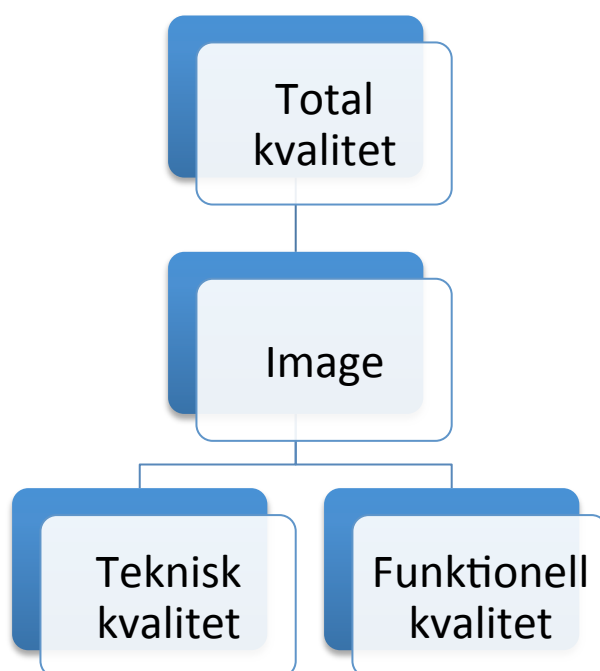 Total
kvalitet
Image
Teknisk
kvalitet
Funktionell
kvalitet